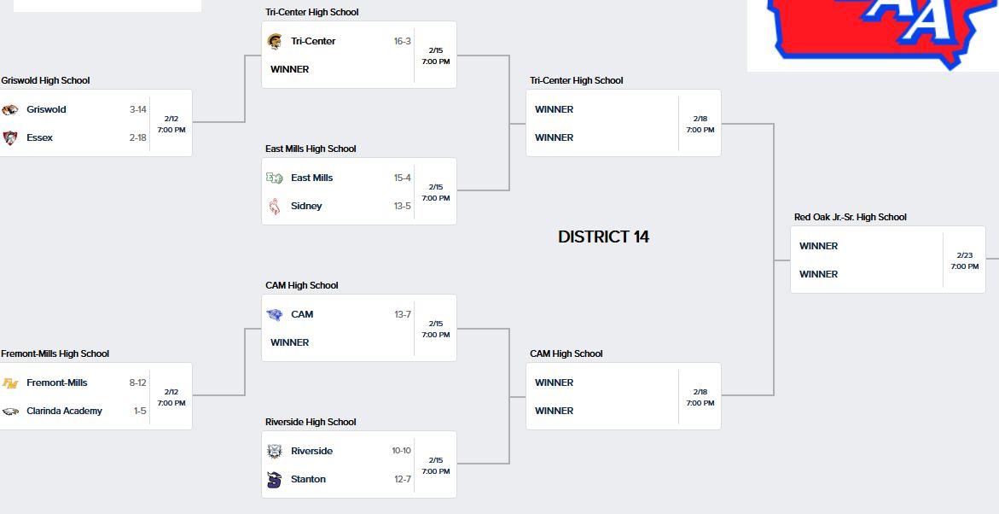 Tri-Center High School
Tri-Center 16-3
2/15
7:00 PM
WINNER
AA
Griswold High School
Griswold 3-14
2/12
7:00 PM
Essex 2-18
Tri-Center High School
WINNER
2/18
7:00 PM
WINNER
East Mills High School
EM East Mills 15-4
2/15
7:00 PM
Sidney 13-5
DISTRICT 14
Red Oak Jr.-Sr. High School
WINNER
2/23
7:00 PM
WINNER
CAM High School
CAM 13-7
2/15
7:00 PM
WINNER
Fremont-Mills High School
FM Fremont-Mills 8-12
2/12
7:00 PM
Clarinda Academy 1-5
CAM High School
WINNER
2/18
7:00 PM
WINNER
Riverside High School
Riverside 10-10
2/15
7:00 PM
S Stanton 12-7